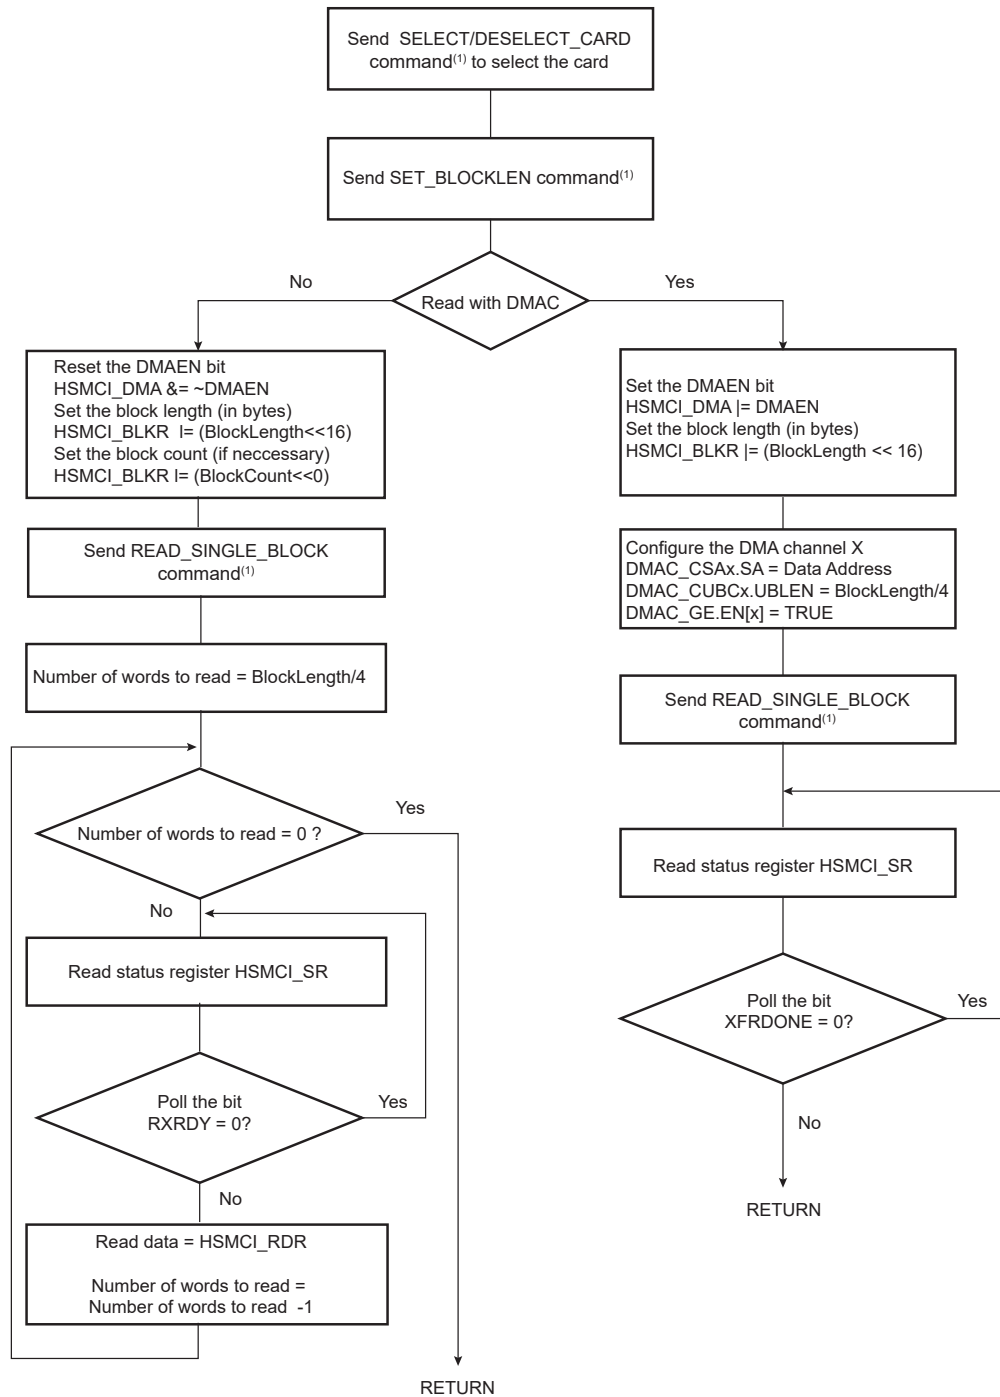 Send SELECT/DESELECT_CARD
command(1) to select the card
Send SET_BLOCKLEN command(1)
No
Yes
Read with DMAC
Reset the DMAEN bit
HSMCI_DMA &= ~DMAEN
Set the block length (in bytes)
HSMCI_BLKR l= (BlockLength<<16)
Set the block count (if neccessary)
HSMCI_BLKR l= (BlockCount<<0)
Send READ_SINGLE_BLOCK
command(1)
Number of words to read = BlockLength/4
Number of words to read = 0 ?
Yes
No
Read status register HSMCI_SR
Poll the bit
RXRDY = 0?
Yes
No
Read data = HSMCI_RDR
Number of words to read =
Number of words to read -1
RETURN
Set the DMAEN bit
HSMCI_DMA |= DMAEN
Set the block length (in bytes)
HSMCI_BLKR |= (BlockLength << 16)
Configure the DMA channel X
DMAC_CSAx.SA = Data Address
DMAC_CUBCx.UBLEN = BlockLength/4
DMAC_GE.EN[x] = TRUE
Send READ_SINGLE_BLOCK
command(1)
Read status register HSMCI_SR
Poll the bit
XFRDONE = 0?
Yes
No
RETURN